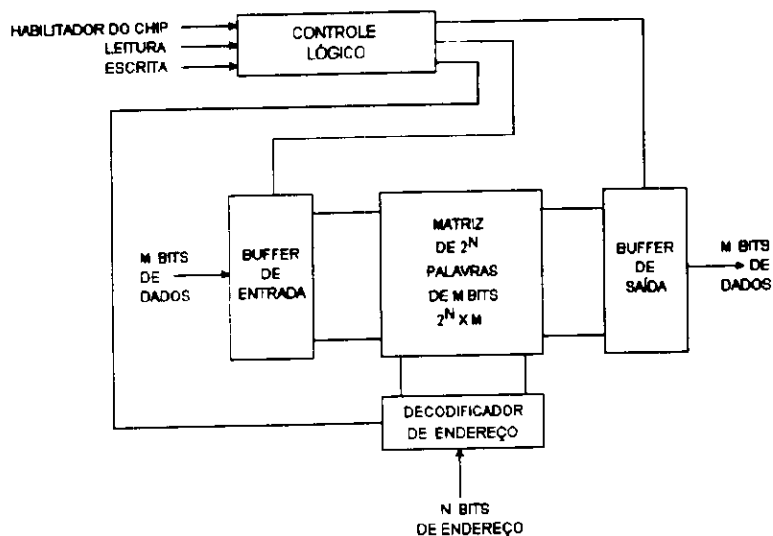 HABILITADOR DO CHIP
LEITURA
ESCRITA
CONTROLE
LÓGICO
M BITS
DE
DADOS
BUFFER
DE
ENTRADA
MATRIZ
DE 2^N
PALAVRAS
DE M BITS
2^N X M
BUFFER
DE
SAÍDA
M BITS
DE
DADOS
DECODIFICADOR
DE ENDEREÇO
N BITS
DE ENDEREÇO